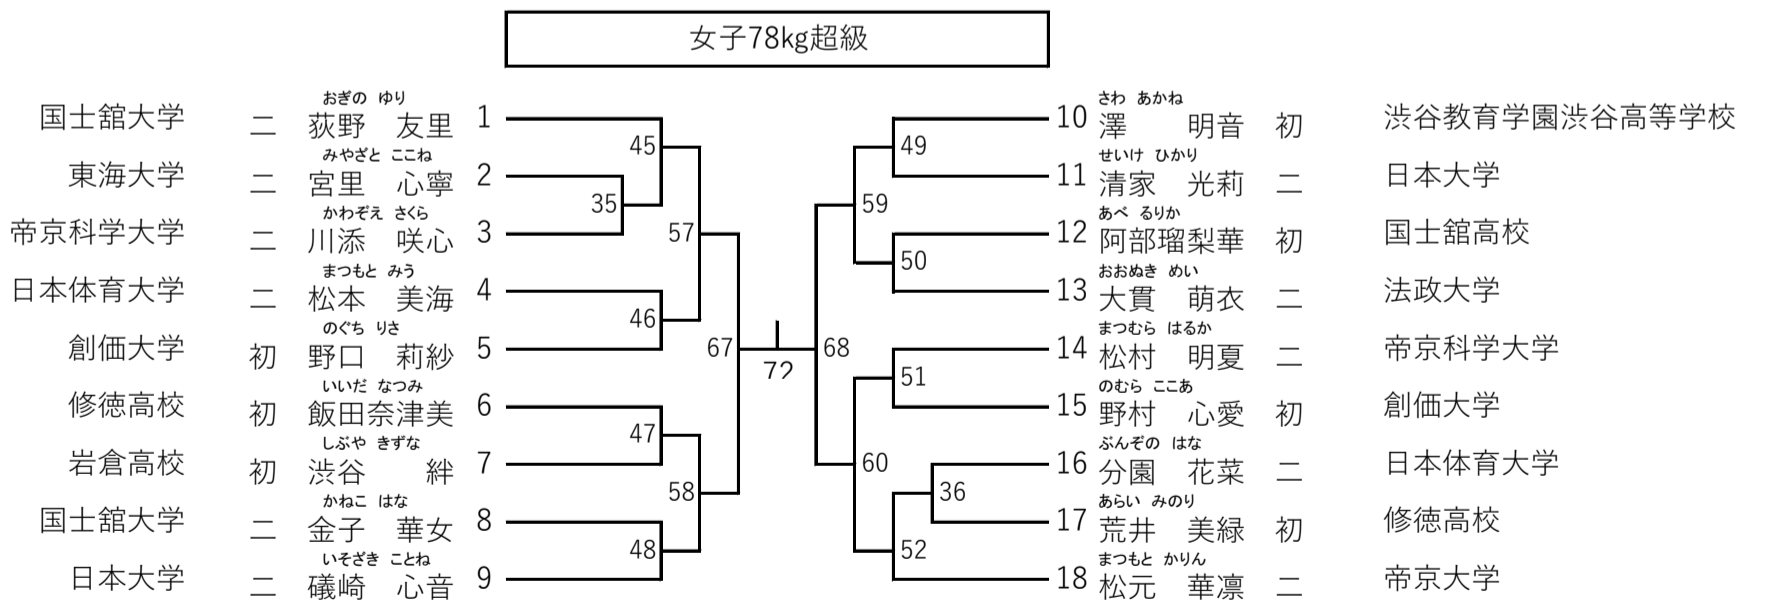 女子78kg超級
おぎの ゆり
国士舘大学 二 荻野 友里 1
みやざと ここね
東海大学 二 宮里 心寧 2
かわぞえ さくら
帝京科学大学 二 川添 咲心 3
まつもと みう
日本体育大学 二 松本 美海 4
のぐち りさ
創価大学 初 野口 莉紗 5
いいだ なつみ
修徳高校 初 飯田奈津美 6
しぶや きずな
岩倉高校 初 渋谷 絆 7
かねこ はな
国士舘大学 二 金子 華女 8
いそざき ことね
日本大学 二 礒崎 心音 9
45
35
57
46
67
47
58
48
72
49
59
50
68
51
60
36
52
さわ あかね
10 澤 明音 初 渋谷教育学園渋谷高等学校
せいけ ひかり
11 清家 光莉 二 日本大学
あべ るりか
12 阿部瑠梨華 初 国士舘高校
おおぬき めい
13 大貫 萌衣 二 法政大学
まつむら はるか
14 松村 明夏 二 帝京科学大学
のむら ここあ
15 野村 心愛 初 創価大学
ぶんぞの はな
16 分園 花菜 二 日本体育大学
あらい みのり
17 荒井 美緑 初 修徳高校
まつもと かりん
18 松元 華凛 二 帝京大学